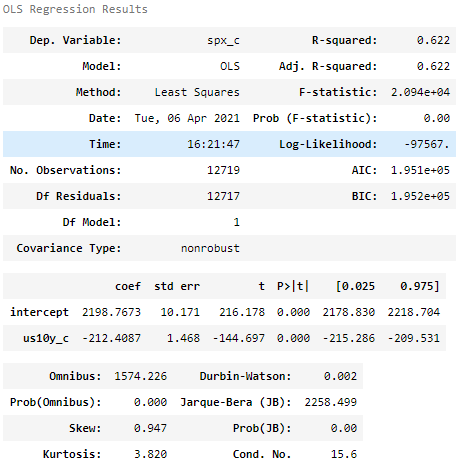 OLS Regression Results
Dep. Variable: spx_c R-squared: 0.622
Model: OLS Adj. R-squared: 0.622
Method: Least Squares F-statistic: 2.094e+04
Date: Tue, 06 Apr 2021 Prob (F-statistic): 0.00
Time: 16:21:47 Log-Likelihood: -97567.
No. Observations: 12719 AIC: 1.951e+05
Df Residuals: 12717 BIC: 1.952e+05
Df Model: 1
Covariance Type: nonrobust
coef std err t P>|t| [0.025 0.975]
intercept 2198.7673 10.171 216.178 0.000 2178.830 2218.704
us10y_c -212.4087 1.468 -144.697 0.000 -215.286 -209.531
Omnibus: 1574.226 Durbin-Watson: 0.002
Prob(Omnibus): 0.000 Jarque-Bera (JB): 2258.499
Skew: 0.947 Prob(JB): 0.00
Kurtosis: 3.820 Cond. No. 15.6